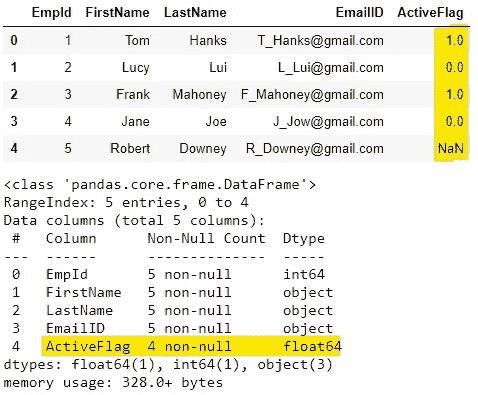 EmpId FirstName LastName EmailID ActiveFlag
0 1 Tom Hanks T_Hanks@gmail.com 1.0
1 2 Lucy Lui L_Lui@gmail.com 0.0
2 3 Frank Mahoney F_Mahoney@gmail.com 1.0
3 4 Jane Joe J_Jow@gmail.com 0.0
4 5 Robert Downey R_Downey@gmail.com NaN
<class 'pandas.core.frame.DataFrame'>
RangeIndex: 5 entries, 0 to 4
Data columns (total 5 columns):
# Column Non-Null Count Dtype
--- ------ -------------- -----
0 EmpId 5 non-null int64
1 FirstName 5 non-null object
2 LastName 5 non-null object
3 EmailID 5 non-null object
4 ActiveFlag 4 non-null float64
dtypes: float64(1), int64(1), object(3)
memory usage: 328.0+ bytes